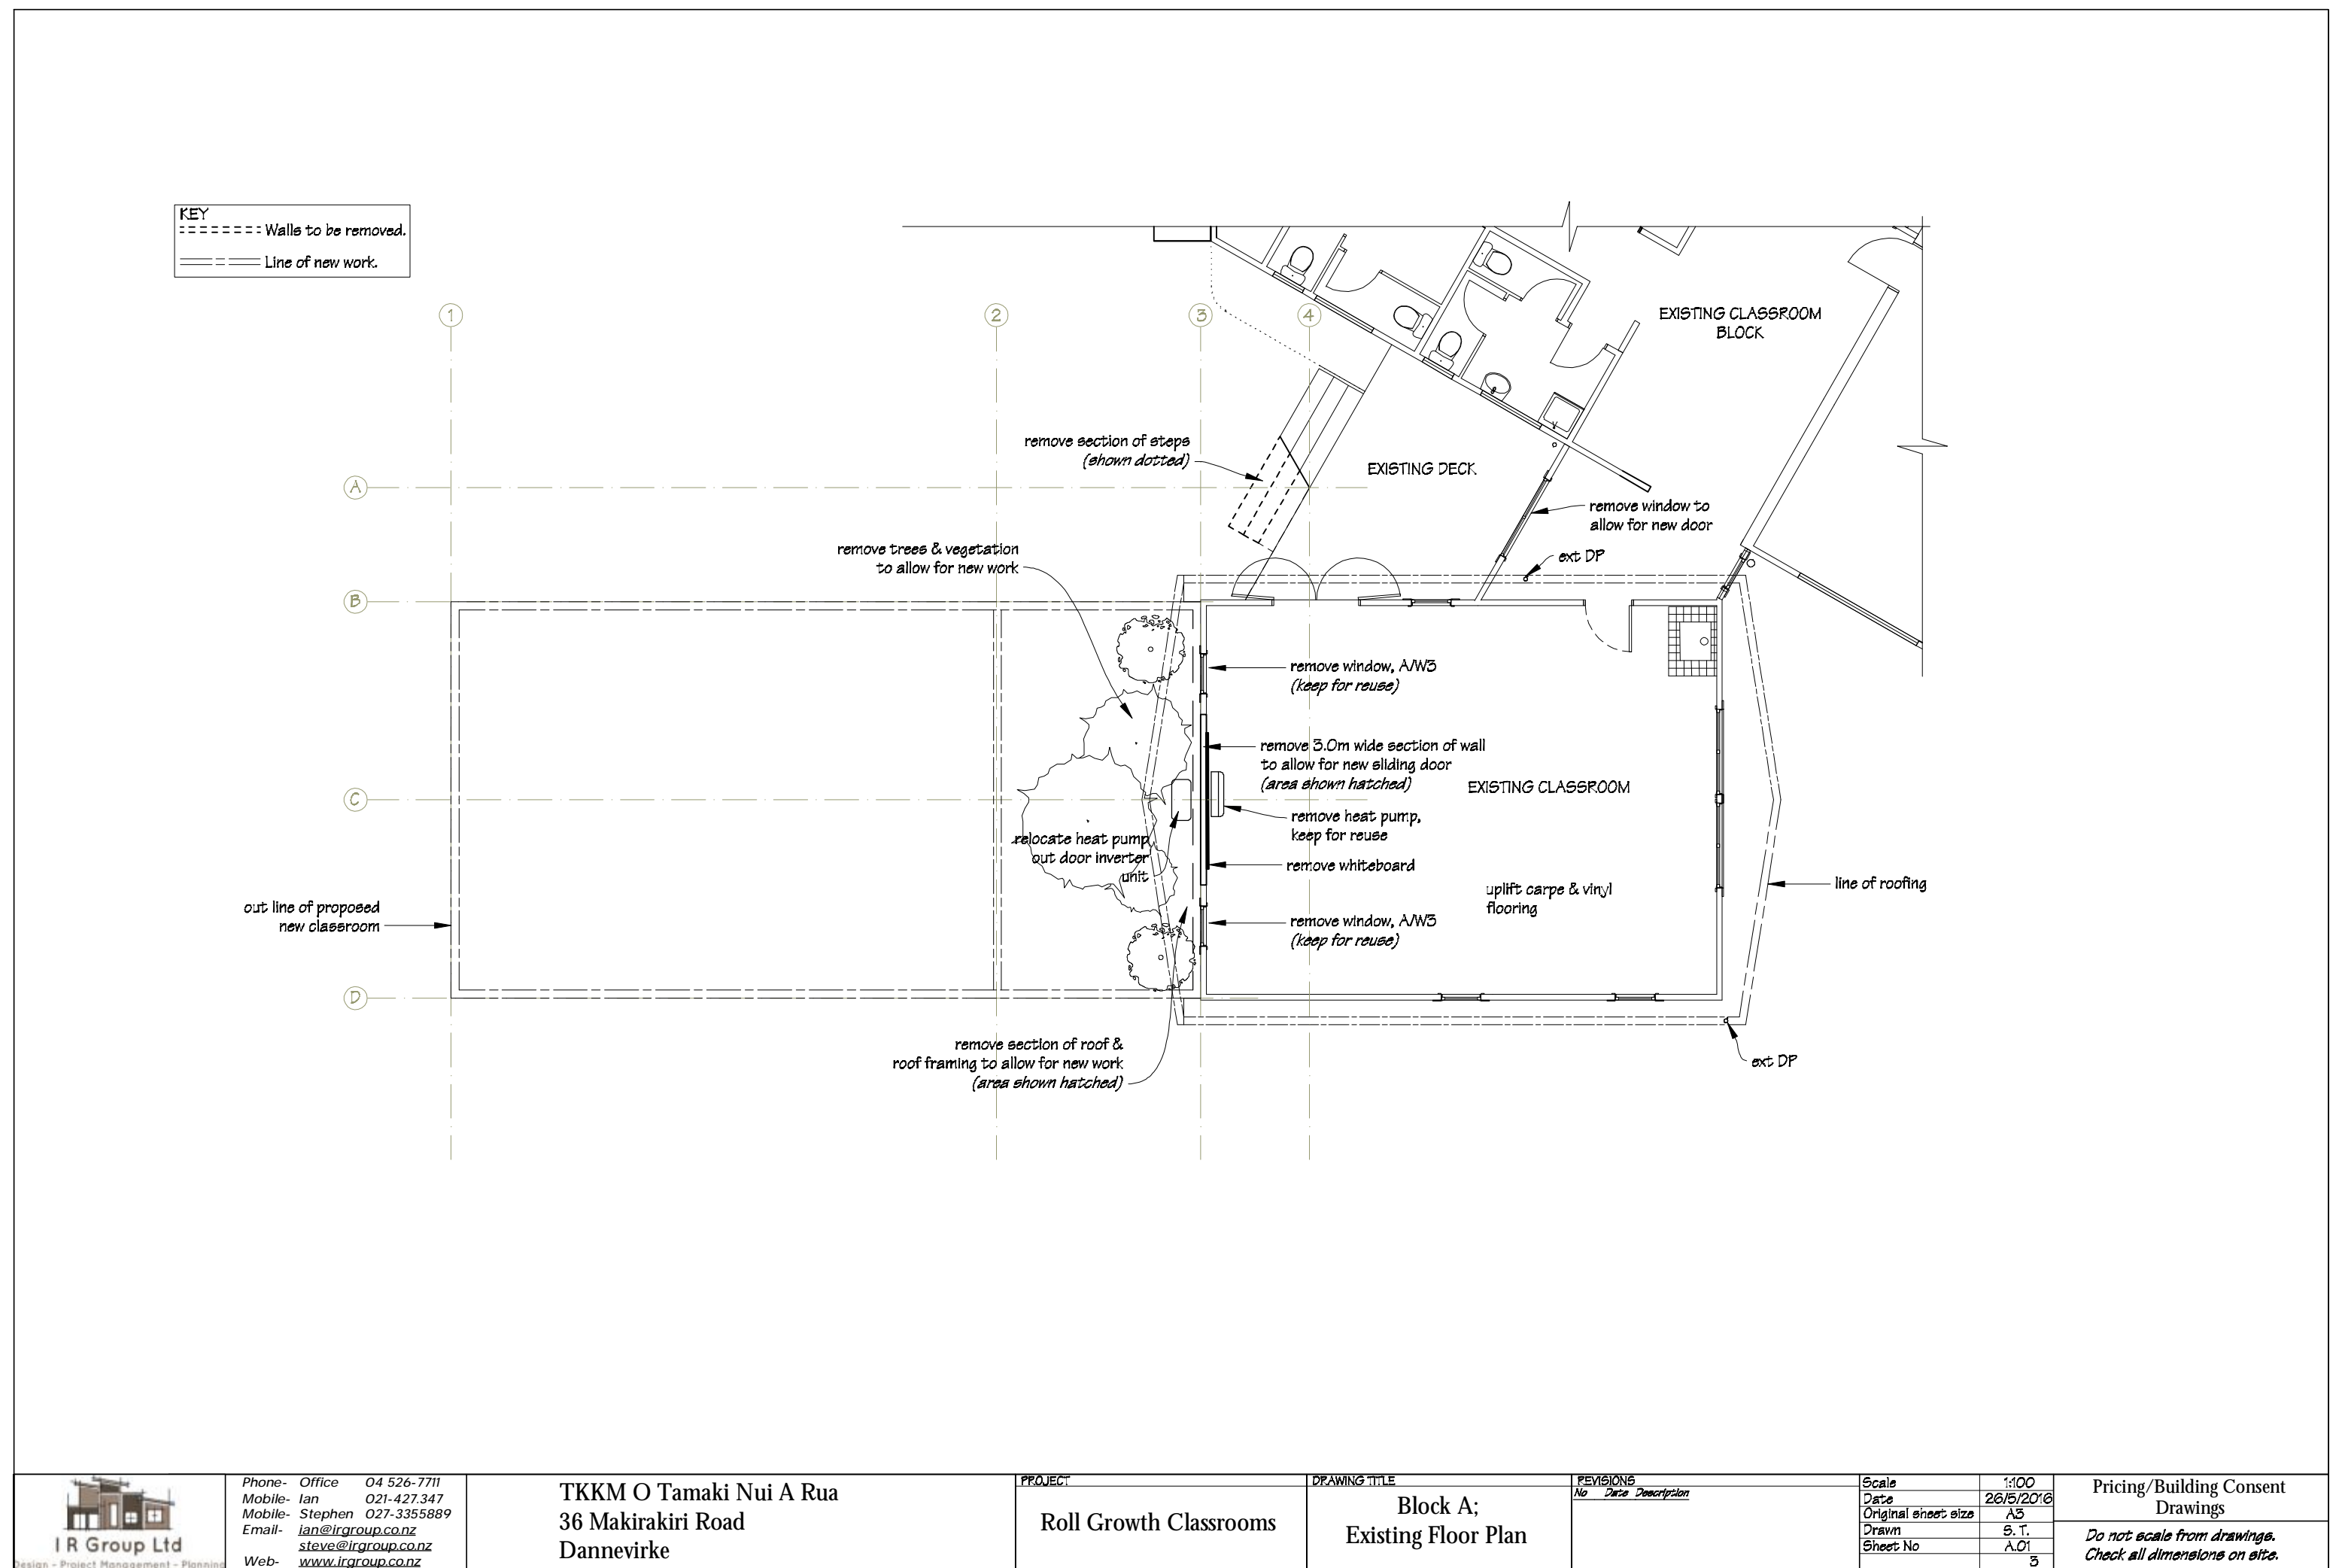 KEY
Walls to be removed.
Line of new work.
1
2
3
4
A
B
C
D
EXISTING CLASSROOM
BLOCK
remove section of steps
(shown dotted)
EXISTING DECK
remove window to
allow for new door
ext DP
remove trees & vegetation
to allow for new work
remove window, A/W3
(keep for reuse)
remove 3.0m wide section of wall
to allow for new sliding door
(area shown hatched)
EXISTING CLASSROOM
remove heat pump,
keep for reuse
relocate heat pump
out door inverter
unit
remove whiteboard
uplift carpe & vinyl
flooring
line of roofing
out line of proposed
new classroom
remove window, A/W3
(keep for reuse)
remove section of roof &
roof framing to allow for new work
(area shown hatched)
ext DP
I R Group Ltd
Design - Project Management - Planning
Phone- Office 04 526-7711
Mobile- Ian 021-427.347
Mobile- Stephen 027-3355889
Email- ian@irgroup.co.nz
steve@irgroup.co.nz
Web- www.irgroup.co.nz
TKKM O Tamaki Nui A Rua
36 Makirakiri Road
Dannevirke
PROJECT
Roll Growth Classrooms
DRAWING TITLE
Block A;
Existing Floor Plan
REVISIONS
No Date Description
Scale 1:100
Date 26/5/2016
Original sheet size A3
Drawn S. T.
Sheet No A.01
3
Pricing/Building Consent
Drawings
Do not scale from drawings.
Check all dimensions on site.